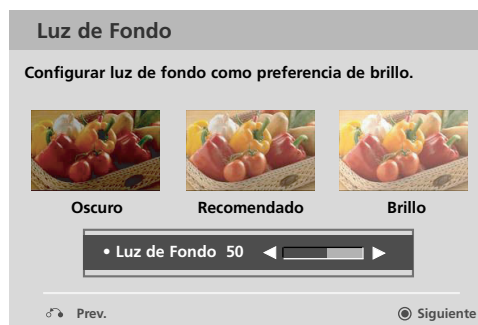 Luz de Fondo
Configurar luz de fondo como preferencia de brillo.
Oscuro Recomendado Brillo
• Luz de Fondo 50
Prev. Siguiente